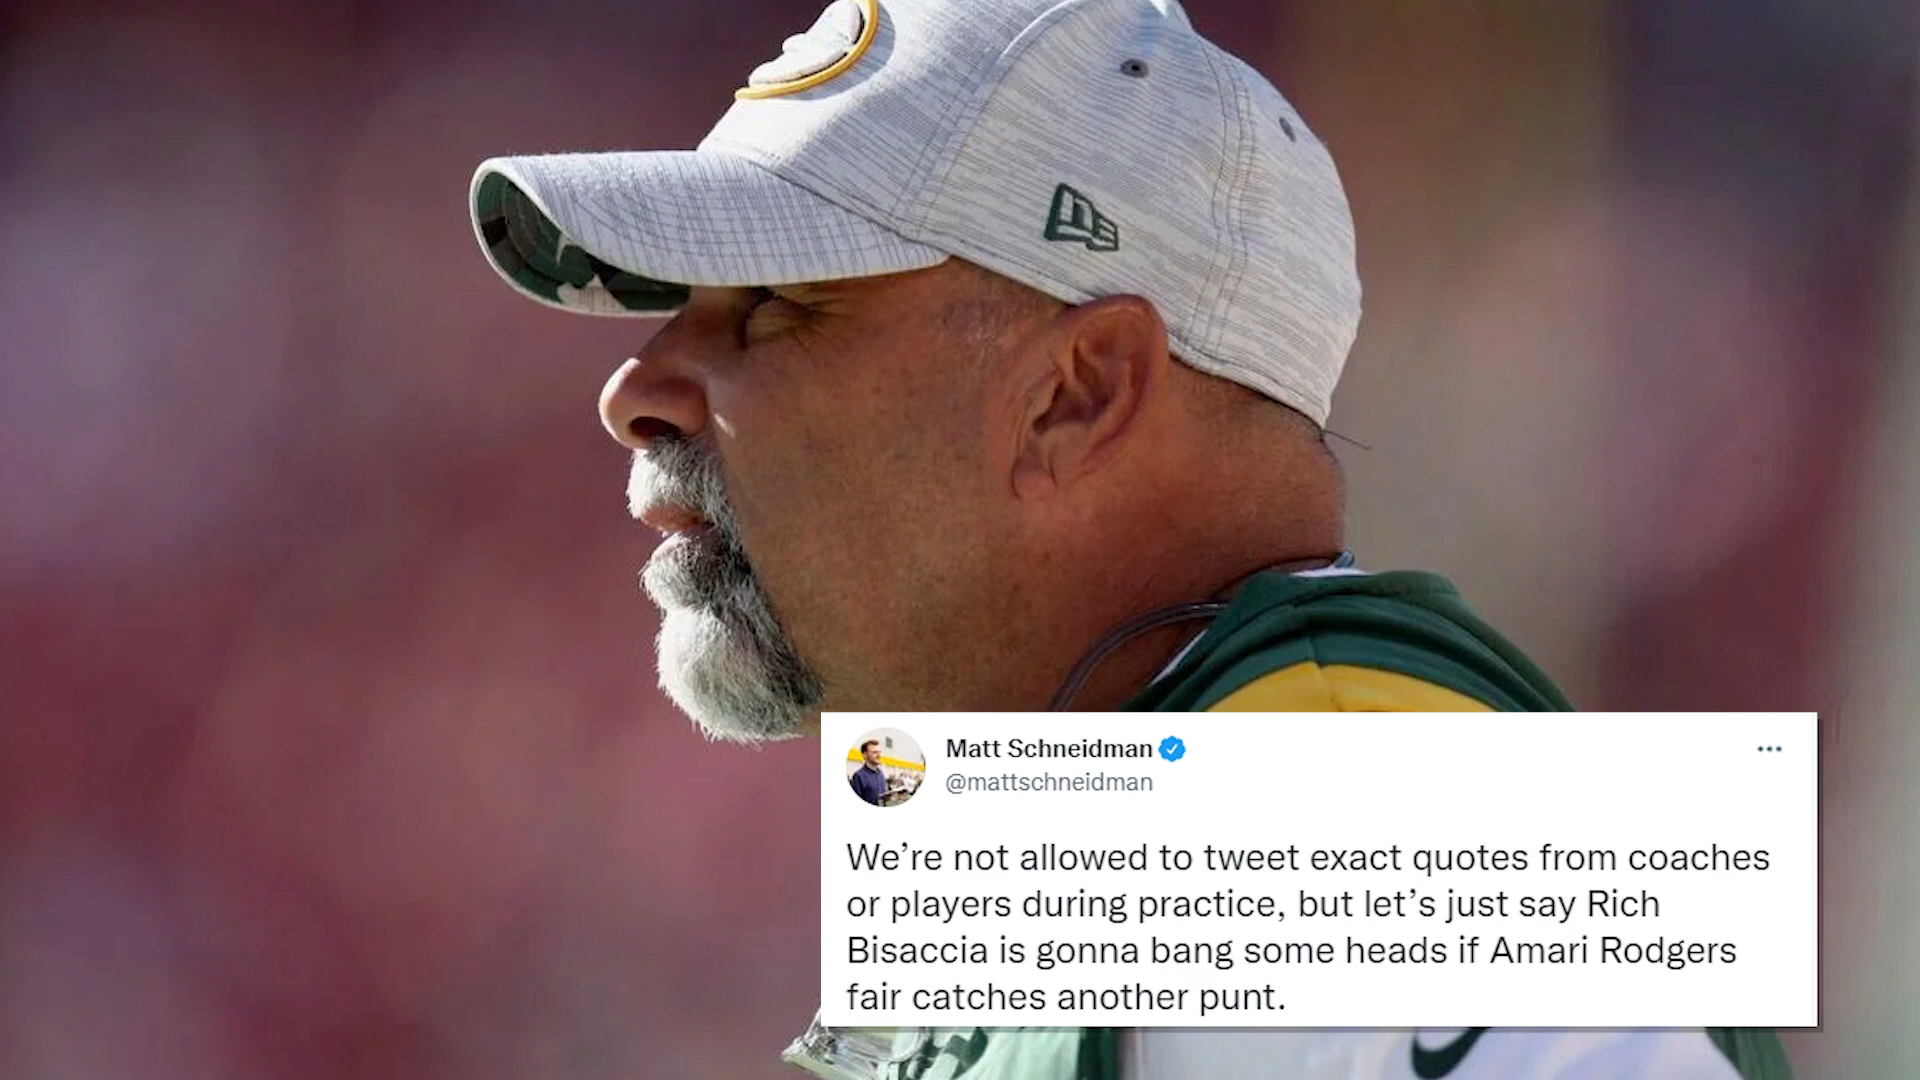 Matt Schneidman
@mattschneidman
We’re not allowed to tweet exact quotes from coaches
or players during practice, but let’s just say Rich
Bisaccia is gonna bang some heads if Amari Rodgers
fair catches another punt.